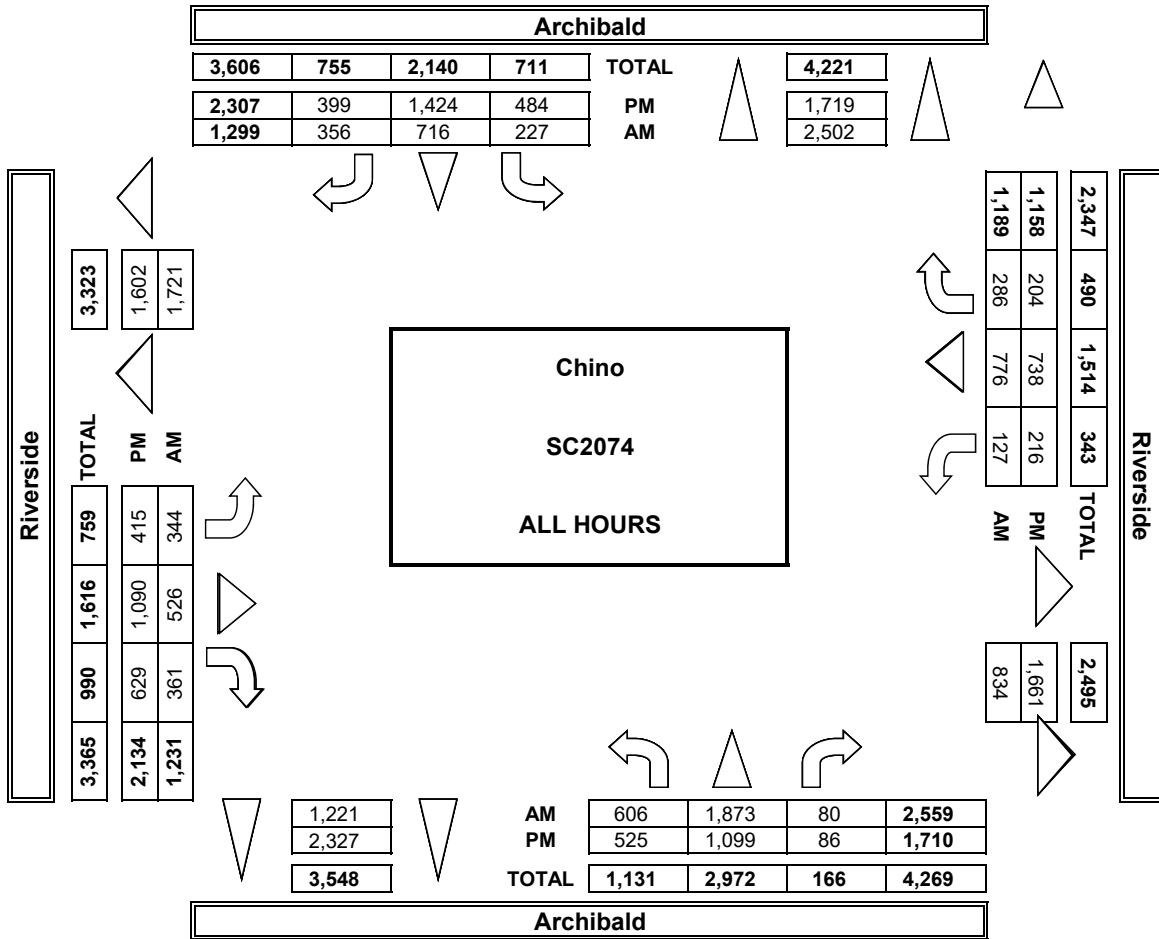 Archibald
3,606 755 2,140 711 TOTAL 4,221
2,307 399 1,424 484 PM 1,719
1,299 356 716 227 AM 2,502
Riverside
3,323 1,602 1,721
TOTAL PM AM
759 415 344
1,616 1,090 526
990 629 361
3,365 2,134 1,231
Chino
SC2074
ALL HOURS
1,189 1,158 2,347
286 204 490
776 738 1,514
127 216 343
AM PM TOTAL
834 1,661 2,495
Riverside
1,221 AM 606 1,873 80 2,559
2,327 PM 525 1,099 86 1,710
3,548 TOTAL 1,131 2,972 166 4,269
Archibald